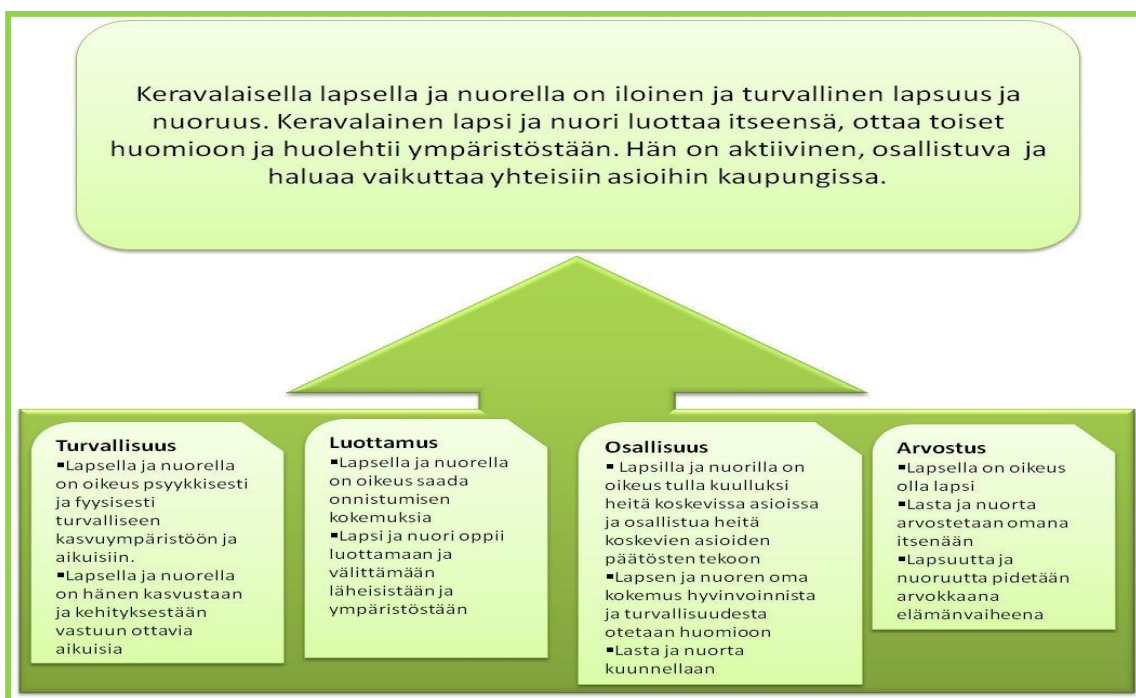 Keravalaisella lapsella ja nuorella on iloinen ja turvallinen lapsuus ja
nuoruus. Keravalainen lapsi ja nuori luottaa itseensä, ottaa toiset
huomioon ja huolehtii ympäristöstään. Hän on aktiivinen, osallistuva ja
haluaa vaikuttaa yhteisiin asioihin kaupungissa.
Turvallisuus
▪Lapsella ja nuorella
on oikeus psyykkisesti
ja fyysisesti
turvalliseen
kasvuympäristöön ja
aikuisiin.
▪Lapsella ja nuorella
on hänen kasvustaan
ja kehityksestään
vastuun ottavia
aikuisia
Luottamus
▪Lapsella ja nuorella
on oikeus saada
onnistumisen
kokemuksia
▪Lapsi ja nuori oppii
luottamaan ja
välittämään
läheisistään ja
ympäristöstään
Osallisuus
▪ Lapsilla ja nuorilla on
oikeus tulla kuulluksi
heitä koskevissa asioissa
ja osallistua heitä
koskevien asioiden
päätösten tekoon
▪Lapsen ja nuoren oma
kokemus hyvinvoinnista
ja turvallisuudesta
otetaan huomioon
▪Lasta ja nuorta
kuunnellaan
Arvostus
▪Lapsella on oikeus
olla lapsi
▪Lasta ja nuorta
arvostetaan omana
itsenään
▪Lapsuutta ja
nuoruutta pidetään
arvokkaana
elämänvaiheena